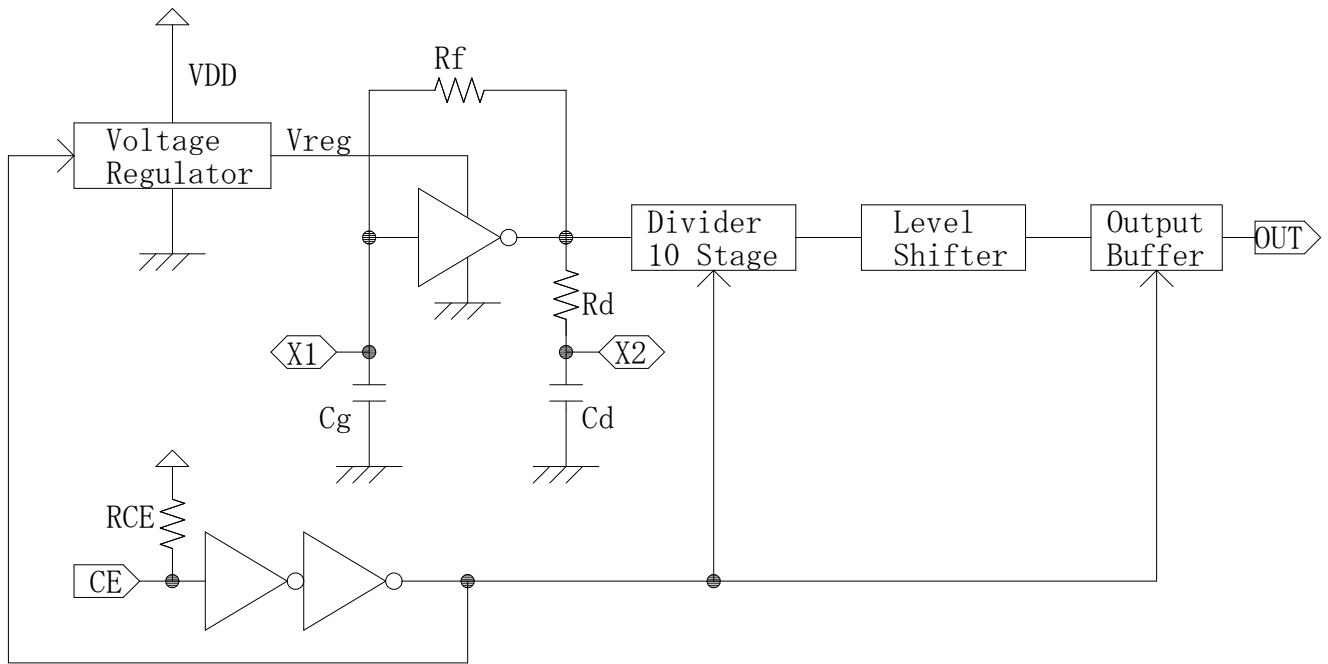 Rf
VDD
Voltage
Regulator
Vreg
Divider
10 Stage
Level
Shifter
Output
Buffer
OUT
Rd
X1
X2
Cg
Cd
RCE
CE